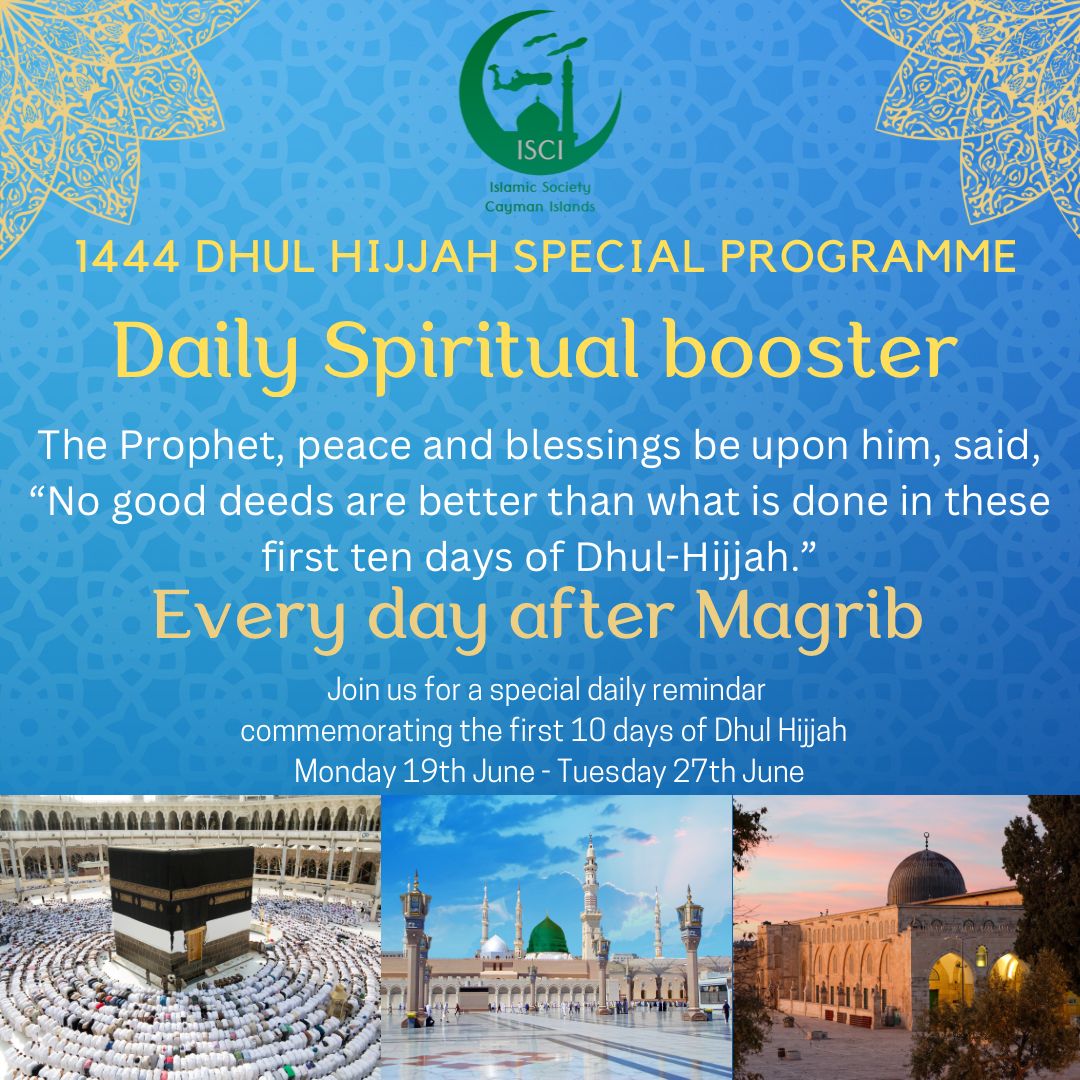 ISCI
Islamic Society
Cayman Islands
1444 DHUL HIJJAH SPECIAL PROGRAMME
Daily Spiritual booster
The Prophet, peace and blessings be upon him, said,
“No good deeds are better than what is done in these
first ten days of Dhul-Hijjah.”
Every day after Magrib
Join us for a special daily remindar
commemorating the first 10 days of Dhul Hijjah
Monday 19th June - Tuesday 27th June